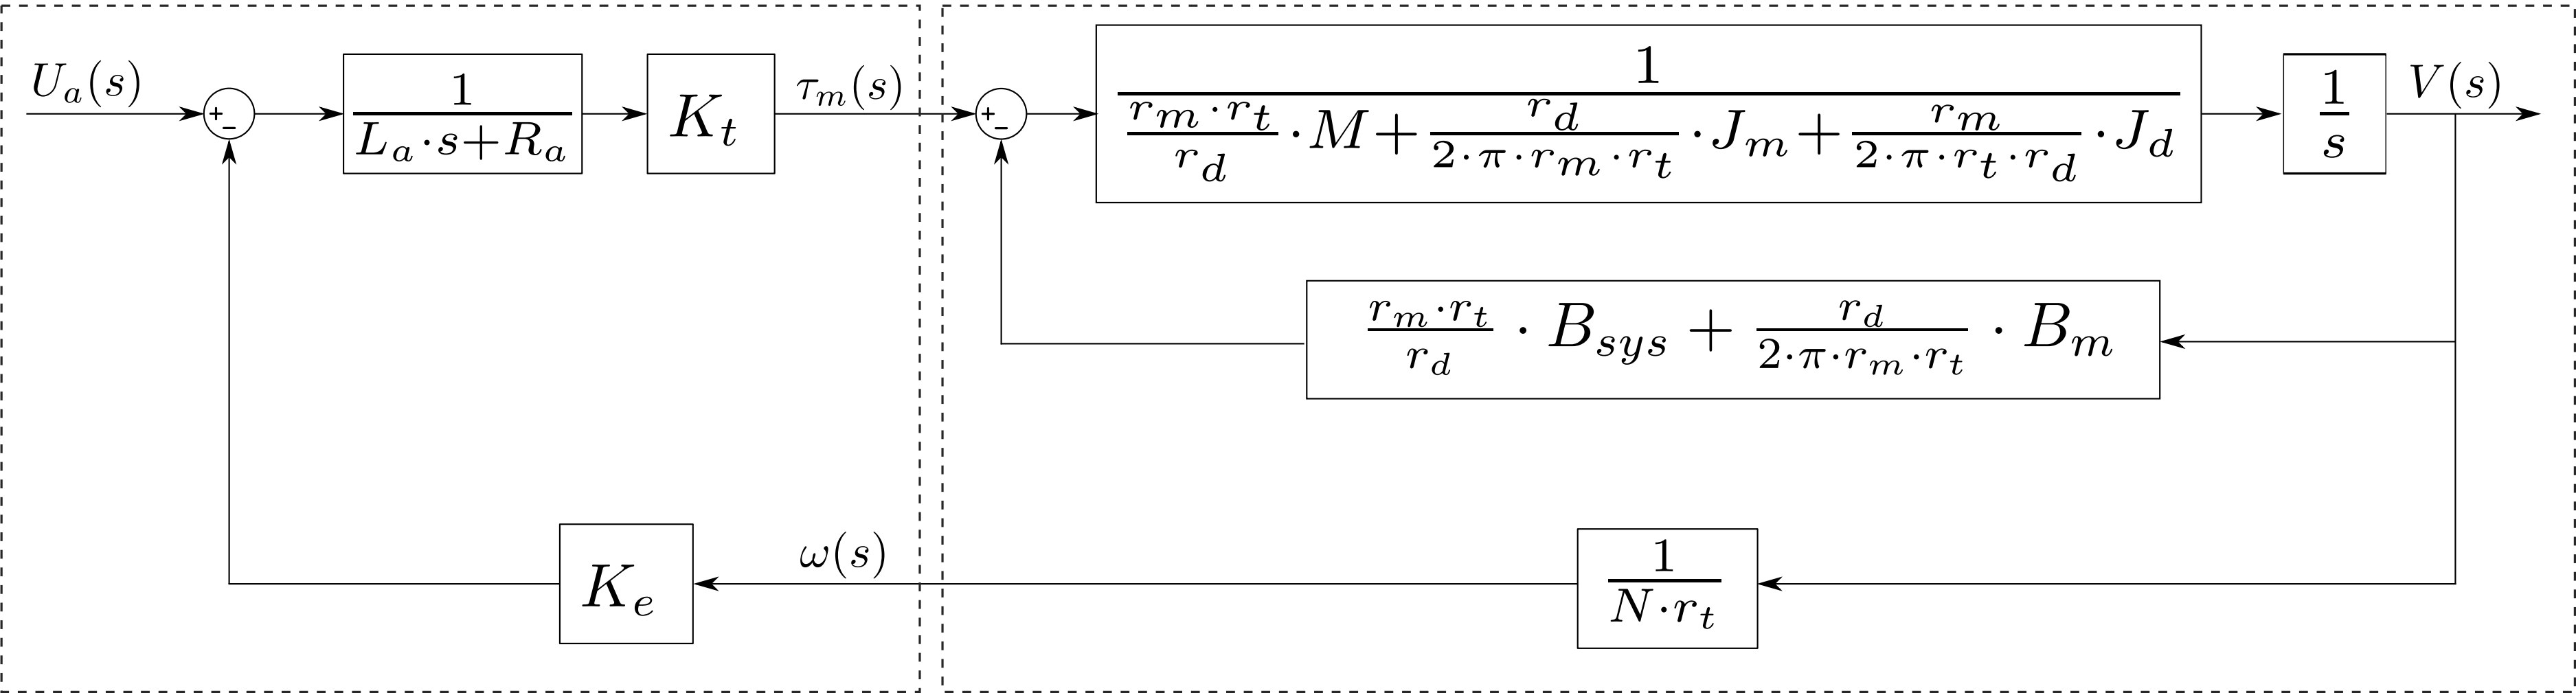 U_a(s)
+
−
1
L_a·s+R_a
K_t
τ_m(s)
+
−
1
r_m·r_t
r_d
·M+
r_d
2·π·r_m·r_t
·J_m+
r_m
2·π·r_t·r_d
·J_d
1
s
V(s)
r_m·r_t
r_d
· B_sys +
r_d
2·π·r_m·r_t
· B_m
K_e
ω(s)
1
N·r_t